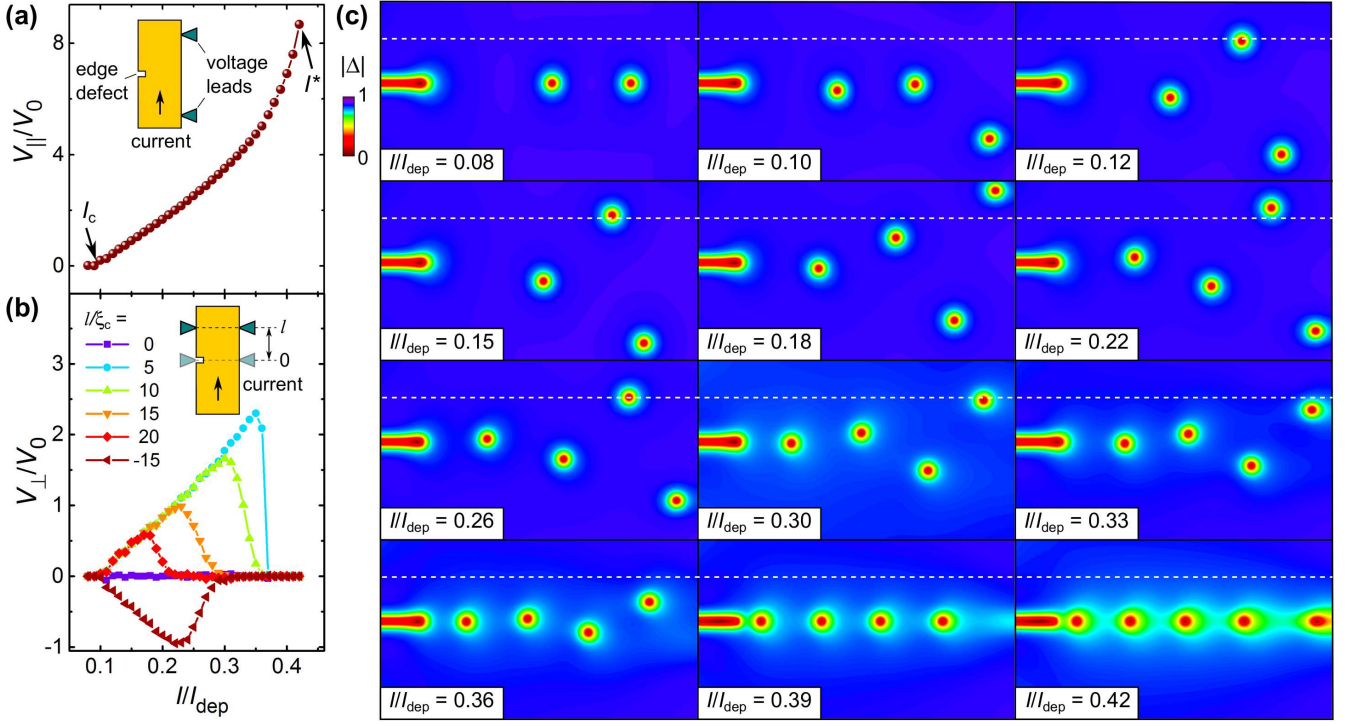 (a)
8
4
0
V||/V0
edge
defect
voltage
leads
current
I*
Ic
(b)
l/ξc =
0
5
10
15
20
-15
l
0
current
3
2
1
0
-1
V⊥/V0
0.1 0.2 0.3 0.4
I/Idep
(c)
|Δ|
1
0
I/Idep = 0.08
I/Idep = 0.10
I/Idep = 0.12
I/Idep = 0.15
I/Idep = 0.18
I/Idep = 0.22
I/Idep = 0.26
I/Idep = 0.30
I/Idep = 0.33
I/Idep = 0.36
I/Idep = 0.39
I/Idep = 0.42